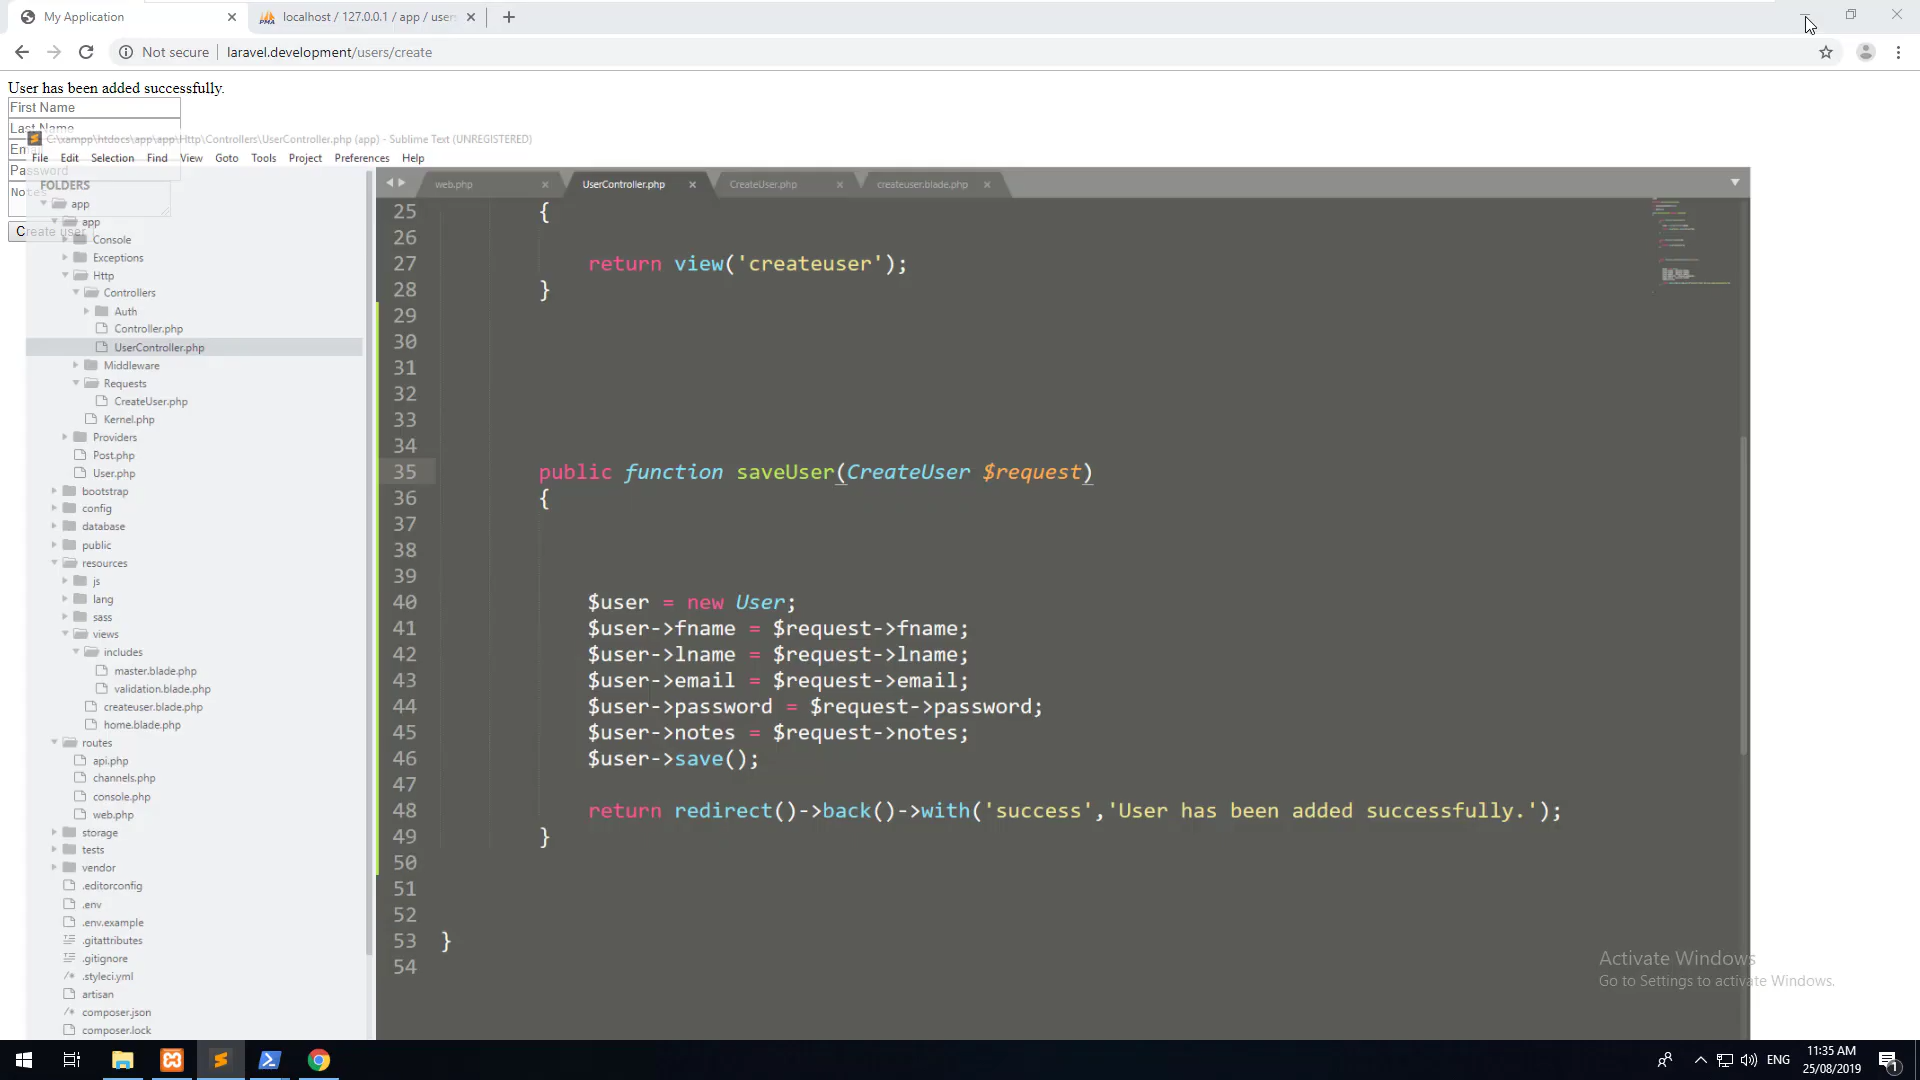 My Application
localhost / 127.0.0.1 / app / user
Not secure laravel.development/users/create
User has been added successfully.
First Name
Last Name
Email
Password
Notes
Create user
C:\xampp\htdocs\app\app\Http\Controllers\UserController.php (app) - Sublime Text (UNREGISTERED)
File Edit Selection Find View Goto Tools Project Preferences Help
FOLDERS
app
app
Console
Exceptions
Http
Controllers
Auth
Controller.php
UserController.php
Middleware
Requests
CreateUser.php
Kernel.php
Providers
Post.php
User.php
bootstrap
config
database
public
resources
js
lang
sass
views
includes
master.blade.php
validation.blade.php
createuser.blade.php
home.blade.php
routes
api.php
channels.php
console.php
web.php
storage
tests
vendor
.editorconfig
.env
.env.example
.gitattributes
.gitignore
.styleci.yml
artisan
composer.json
composer.lock
web.php UserController.php CreateUser.php createuser.blade.php
25 {
26
27 return view('createuser');
28 }
29
30
31
32
33
34
35 public function saveUser(CreateUser $request)
36 {
37
38
39
40 $user = new User;
41 $user->fname = $request->fname;
42 $user->lname = $request->lname;
43 $user->email = $request->email;
44 $user->password = $request->password;
45 $user->notes = $request->notes;
46 $user->save();
47
48 return redirect()->back()->with('success','User has been added successfully.');
49 }
50
51
52
53 }
54
Activate Windows
Go to Settings to activate Windows.
ENG
11:35 AM
25/08/2019
1